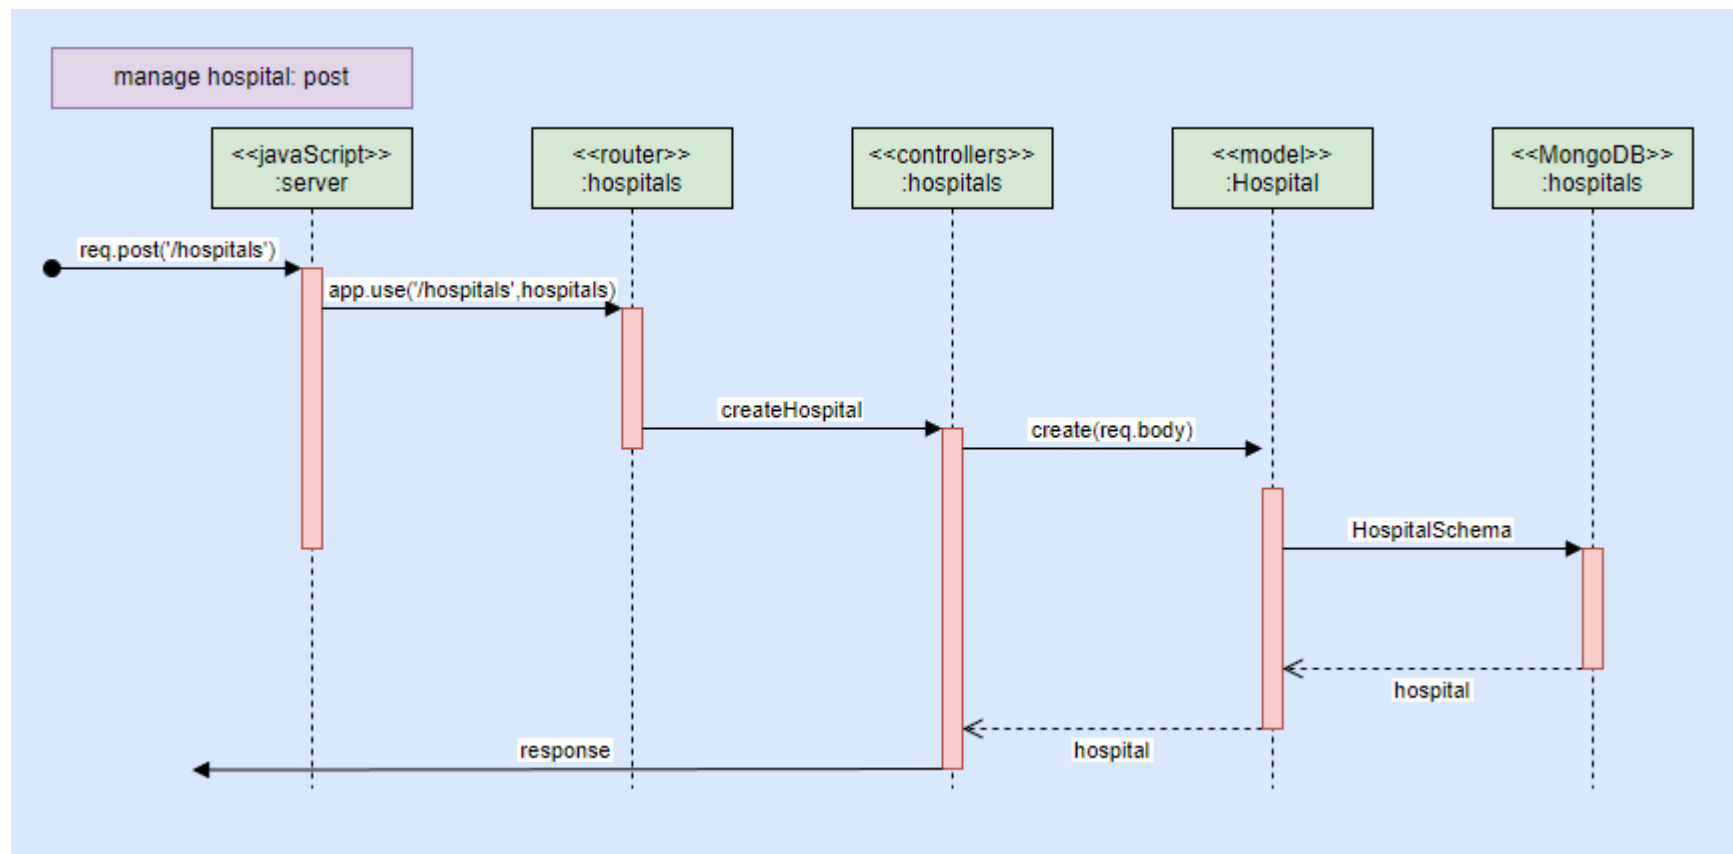 manage hospital: post
<<javaScript>>
:server
<<router>>
:hospitals
<<controllers>>
:hospitals
<<model>>
:Hospital
<<MongoDB>>
:hospitals
req.post('/hospitals')
app.use('/hospitals',hospitals)
createHospital
create(req.body)
HospitalSchema
hospital
hospital
response